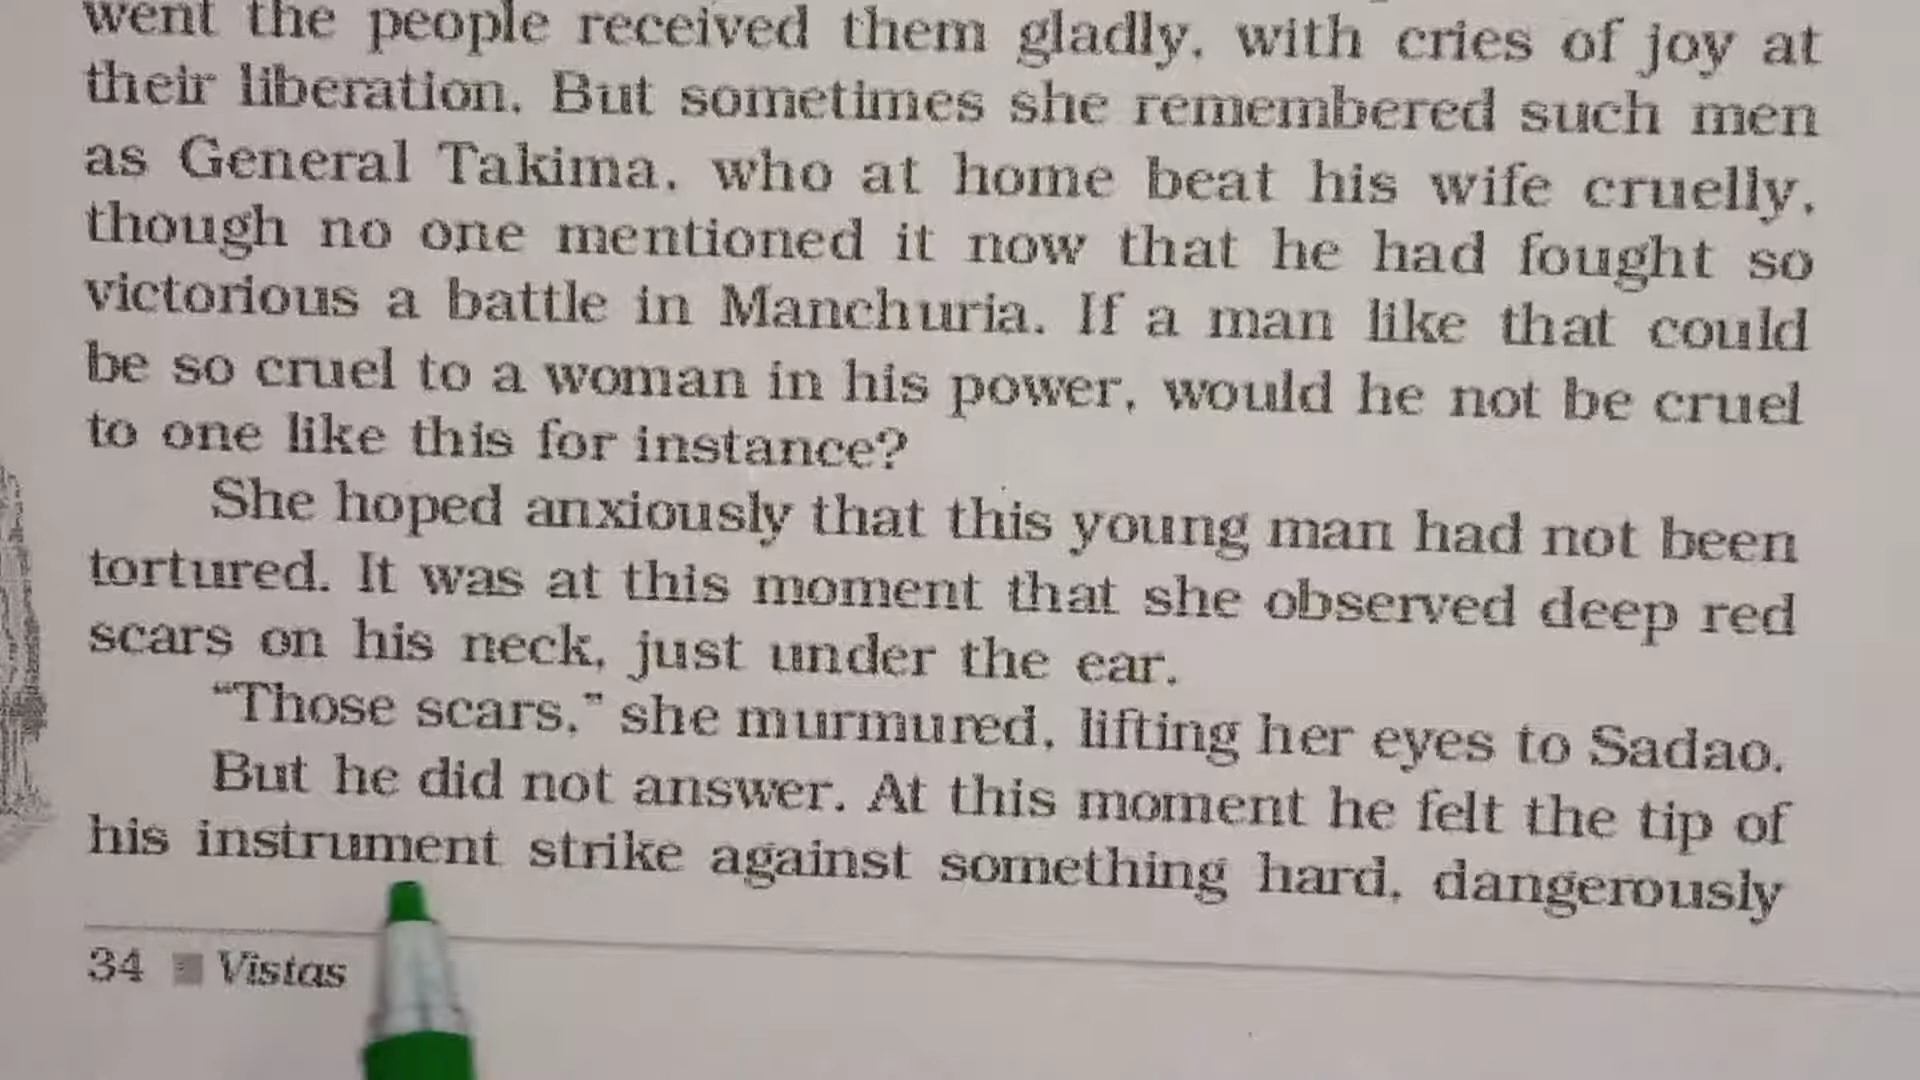 went the people received them gladly, with cries of joy at
their liberation. But sometimes she remembered such men
as General Takima, who at home beat his wife cruelly,
though no one mentioned it now that he had fought so
victorious a battle in Manchuria. If a man like that could
be so cruel to a woman in his power, would he not be cruel
to one like this for instance?
She hoped anxiously that this young man had not been
tortured. It was at this moment that she observed deep red
scars on his neck, just under the ear.
“Those scars,” she murmured, lifting her eyes to Sadao.
But he did not answer. At this moment he felt the tip of
his instrument strike against something hard, dangerously
34 ■ Vistas